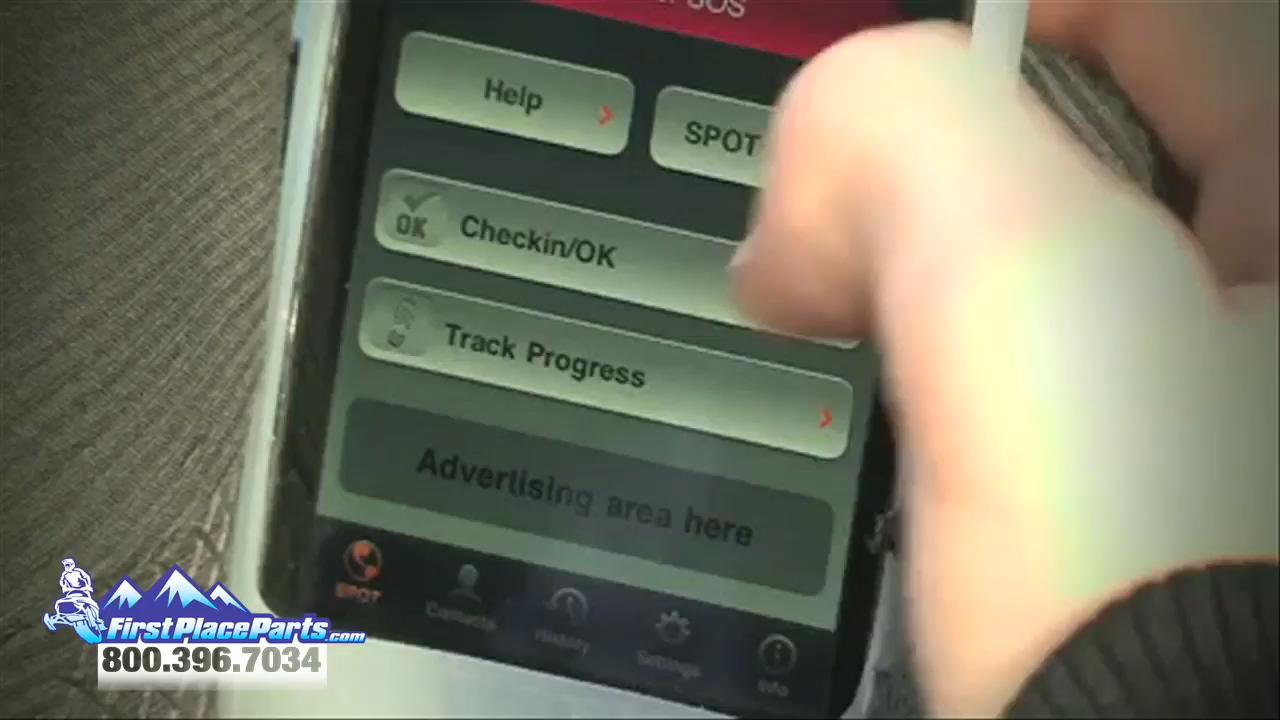 SOS
Help
SPOT
OK
Checkin/OK
Track Progress
Advertising area here
SPOT
Contacts
History
Settings
Info
FirstPlaceParts.com
800.396.7034